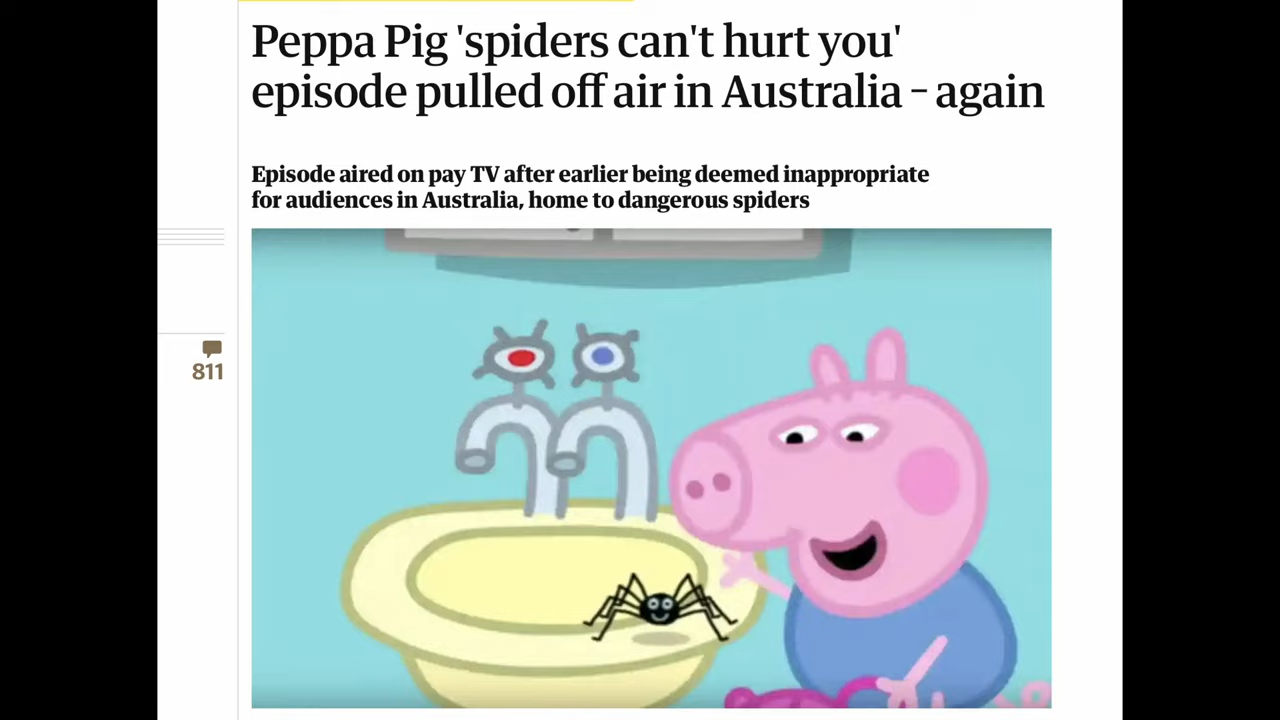 Peppa Pig 'spiders can't hurt you'
episode pulled off air in Australia – again
Episode aired on pay TV after earlier being deemed inappropriate
for audiences in Australia, home to dangerous spiders
811